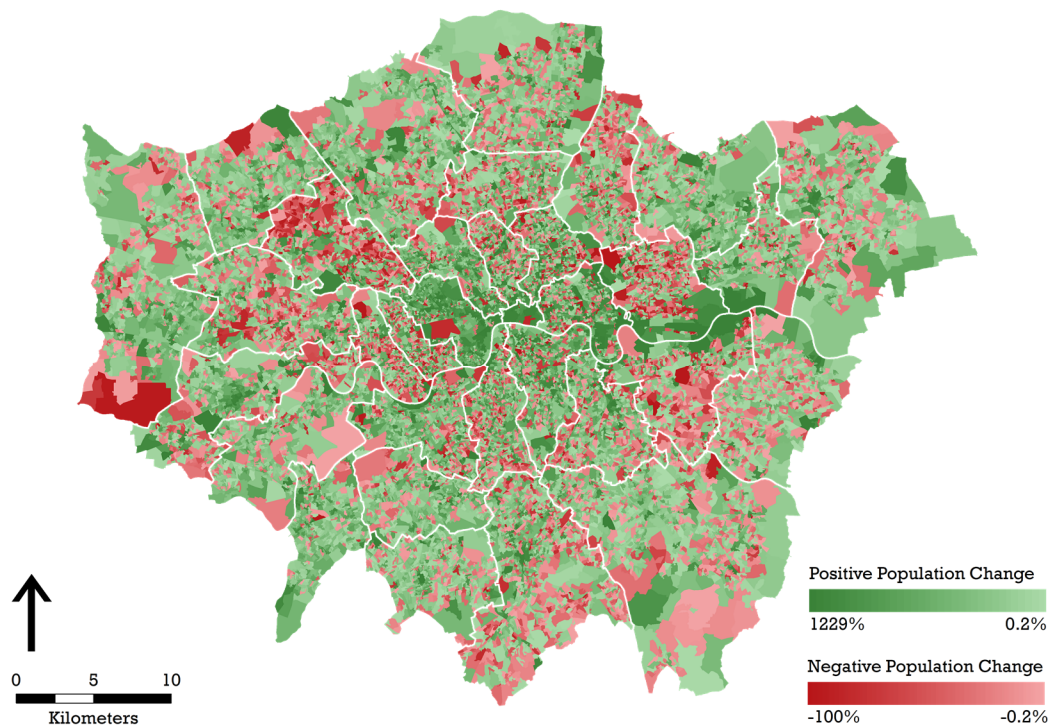 Positive Population Change
1229% 0.2%
Negative Population Change
-100% -0.2%
0 5 10
Kilometers